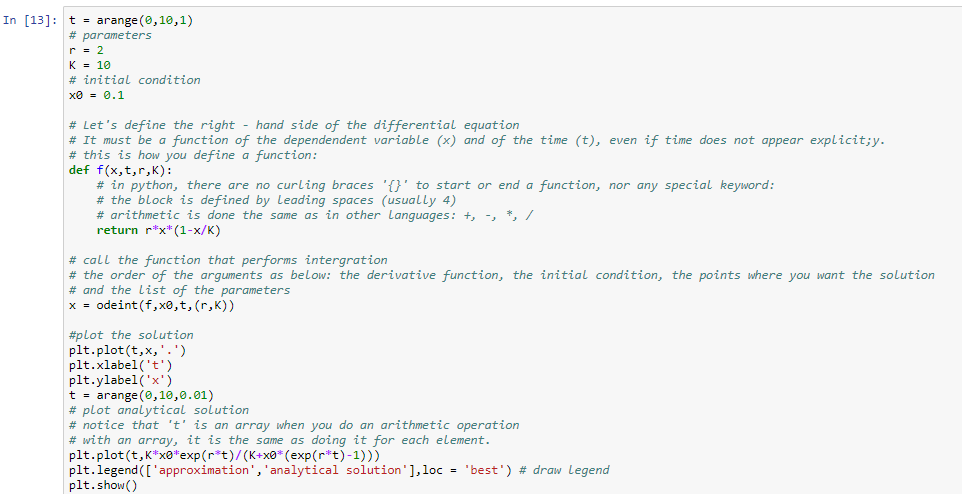 In [13]: t = arange(0,10,1)
# parameters
r = 2
K = 10
# initial condition
x0 = 0.1

# Let's define the right - hand side of the differential equation
# It must be a function of the dependendent variable (x) and of the time (t), even if time does not appear explicit;y.
# this is how you define a function:
def f(x,t,r,K):
    # in python, there are no curling braces '{}' to start or end a function, nor any special keyword:
    # the block is defined by leading spaces (usually 4)
    # arithmetic is done the same as in other languages: +, -, *, /
    return r*x*(1-x/K)

# call the function that performs intergration
# the order of the arguments as below: the derivative function, the initial condition, the points where you want the solution
# and the list of the parameters
x = odeint(f,x0,t,(r,K))

#plot the solution
plt.plot(t,x,'.')
plt.xlabel('t')
plt.ylabel('x')
t = arange(0,10,0.01)
# plot analytical solution
# notice that 't' is an array when you do an arithmetic operation
# with an array, it is the same as doing it for each element.
plt.plot(t,K*x0*exp(r*t)/(K+x0*(exp(r*t)-1)))
plt.legend(['approximation','analytical solution'],loc = 'best') # draw legend
plt.show()